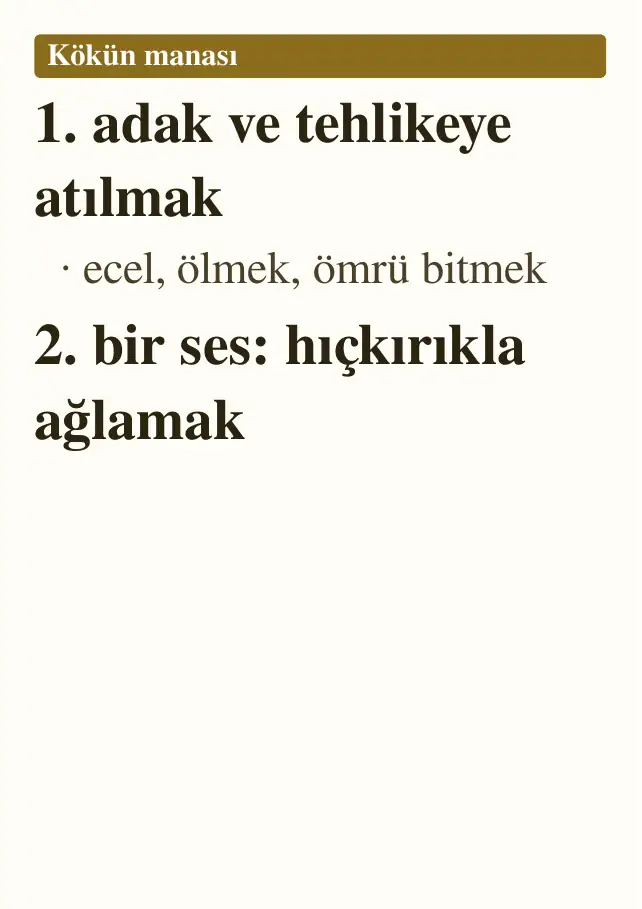 Kökün manası
1. adak ve tehlikeye
atılmak
· ecel, ölmek, ömrü bitmek
2. bir ses: hıçkırıkla
ağlamak